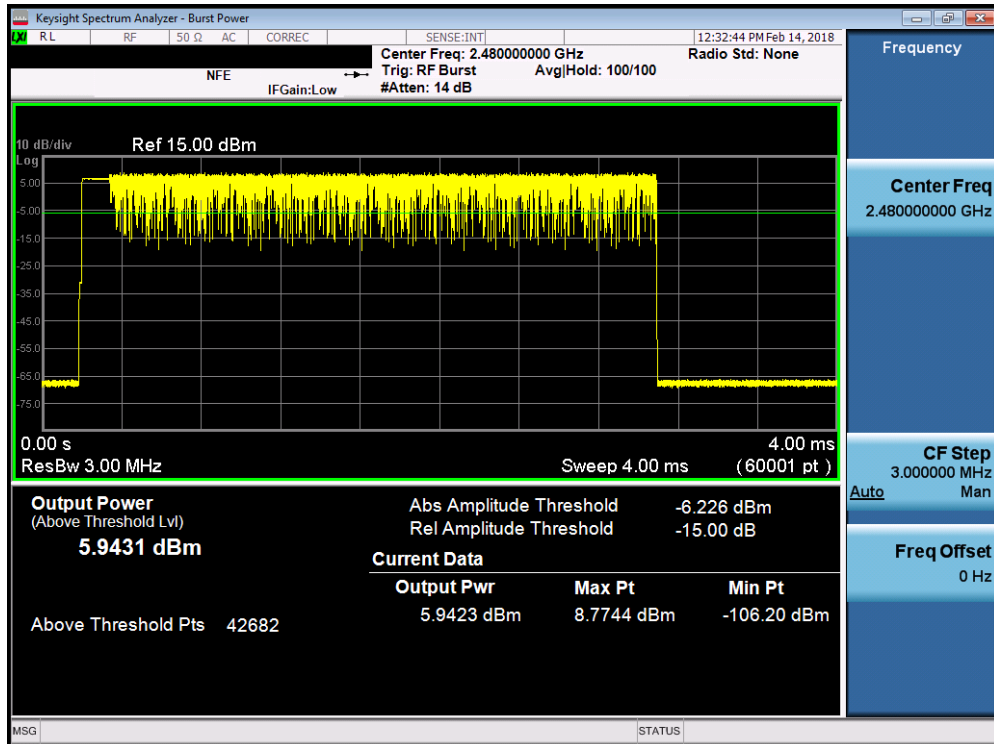 Keysight Spectrum Analyzer - Burst Power
LXI RL RF 50 Ω AC CORREC SENSE:INT 12:32:44 PM Feb 14, 2018
Frequency
Center Freq: 2.480000000 GHz Radio Std: None
NFE Trig: RF Burst Avg|Hold: 100/100
IFGain:Low #Atten: 14 dB
10 dB/div Ref 15.00 dBm
Log
5.00
-5.00
-15.0
-25.0
-35.0
-45.0
-55.0
-65.0
-75.0
0.00 s 4.00 ms
ResBw 3.00 MHz Sweep 4.00 ms (60001 pt)
Center Freq
2.480000000 GHz
CF Step
3.000000 MHz
Auto Man
Freq Offset
0 Hz
Output Power
(Above Threshold Lvl)
5.9431 dBm
Above Threshold Pts 42682
Abs Amplitude Threshold -6.226 dBm
Rel Amplitude Threshold -15.00 dB
Current Data
Output Pwr Max Pt Min Pt
5.9423 dBm 8.7744 dBm -106.20 dBm
MSG STATUS